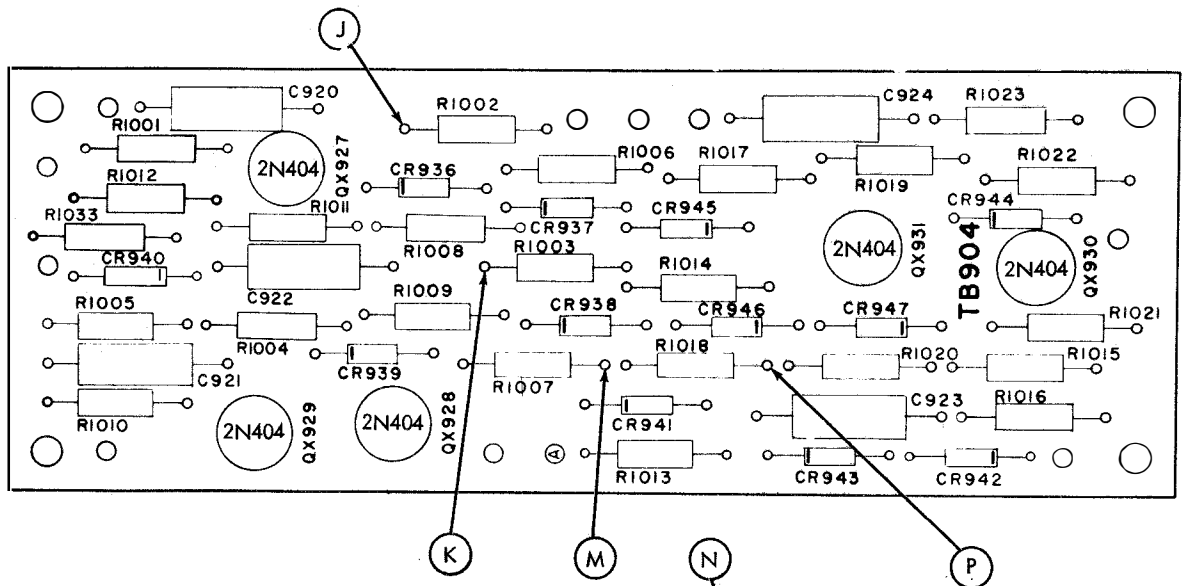 J
C920
R1002
C924
R1023
R1001
2N404
QX927
R1006
R1017
R1019
R1022
R1012
CR936
R1033
R1011
R1008
CR937
R1003
CR945
2N404
QX931
CR944
TB904
2N404
QX930
CR940
C922
R1014
R1005
R1004
R1009
CR938
CR946
CR947
R1021
C921
CR939
R1007
R1018
R1020
R1015
R1010
2N404
QX929
2N404
QX928
CR941
C923
R1016
A
R1013
CR943
CR942
K
M
N
P